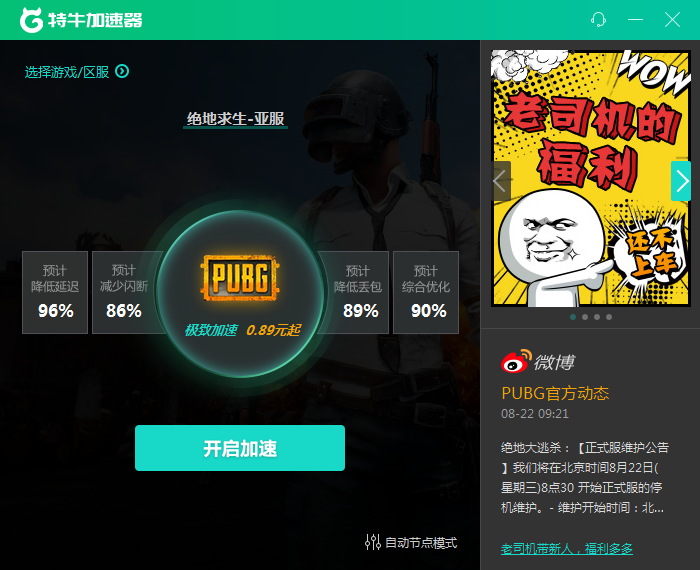 特牛加速器
选择游戏/区服
绝地求生-亚服
预计
降低延迟
96%
预计
减少闪断
86%
PUBG
极致加速 0.89元起
预计
降低丢包
89%
预计
综合优化
90%
开启加速
自动节点模式
WOW
老司机的
福利
还不
上车
微博
PUBG官方动态
08-22 09:21
绝地大逃杀：【正式服维护公告
】我们将在北京时间8月22日(
星期三)8点30 开始正式服的停
机维护。- 维护开始时间：北...
老司机带新人，福利多多